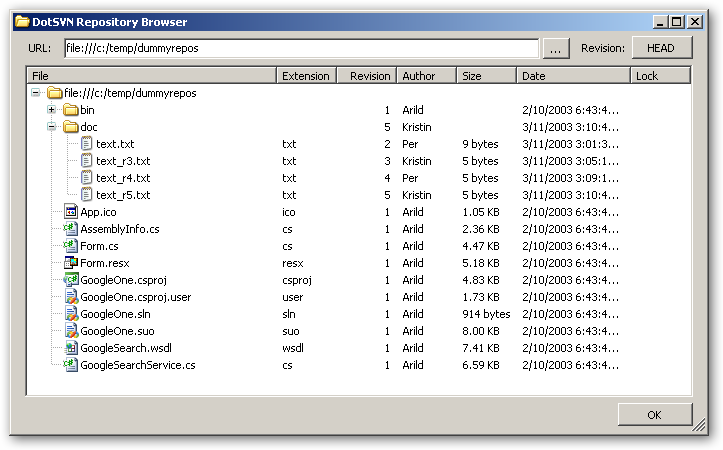 DotSVN Repository Browser
URL: file:///c:/temp/dummyrepos ... Revision: HEAD
File Extension Revision Author Size Date Lock
file:///c:/temp/dummyrepos
bin 1 Arild 2/10/2003 6:43:4...
doc 5 Kristin 3/11/2003 3:10:4...
text.txt txt 2 Per 9 bytes 3/11/2003 3:01:3...
text_r3.txt txt 3 Kristin 5 bytes 3/11/2003 3:05:1...
text_r4.txt txt 4 Per 5 bytes 3/11/2003 3:09:1...
text_r5.txt txt 5 Kristin 5 bytes 3/11/2003 3:10:4...
App.ico ico 1 Arild 1.05 KB 2/10/2003 6:43:4...
AssemblyInfo.cs cs 1 Arild 2.36 KB 2/10/2003 6:43:4...
Form.cs cs 1 Arild 4.47 KB 2/10/2003 6:43:4...
Form.resx resx 1 Arild 5.18 KB 2/10/2003 6:43:4...
GoogleOne.csproj csproj 1 Arild 4.83 KB 2/10/2003 6:43:4...
GoogleOne.csproj.user user 1 Arild 1.73 KB 2/10/2003 6:43:4...
GoogleOne.sln sln 1 Arild 914 bytes 2/10/2003 6:43:4...
GoogleOne.suo suo 1 Arild 8.00 KB 2/10/2003 6:43:4...
GoogleSearch.wsdl wsdl 1 Arild 7.41 KB 2/10/2003 6:43:4...
GoogleSearchService.cs cs 1 Arild 6.59 KB 2/10/2003 6:43:4...
OK